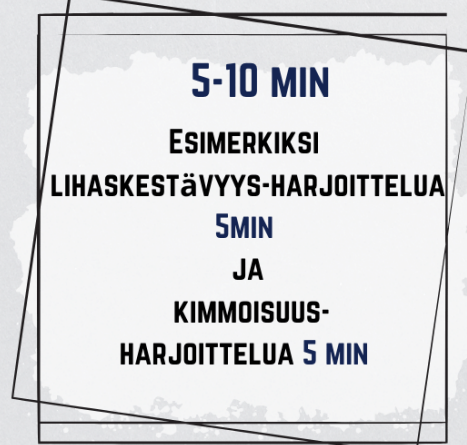 5-10 MIN
ESIMERKIKSI
LIHASKESTäVYYS-HARJOITTELUA
5MIN
JA
KIMMOISUUS-
HARJOITTELUA 5 MIN